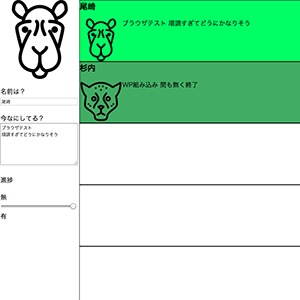 名前は？
尾崎
今なにしてる？
ブラウザテスト
順調すぎてどうにかなりそう
進捗
無
有
尾崎
ブラウザテスト 順調すぎてどうにかなりそう
杉内
WP組み込み 間も無く終了